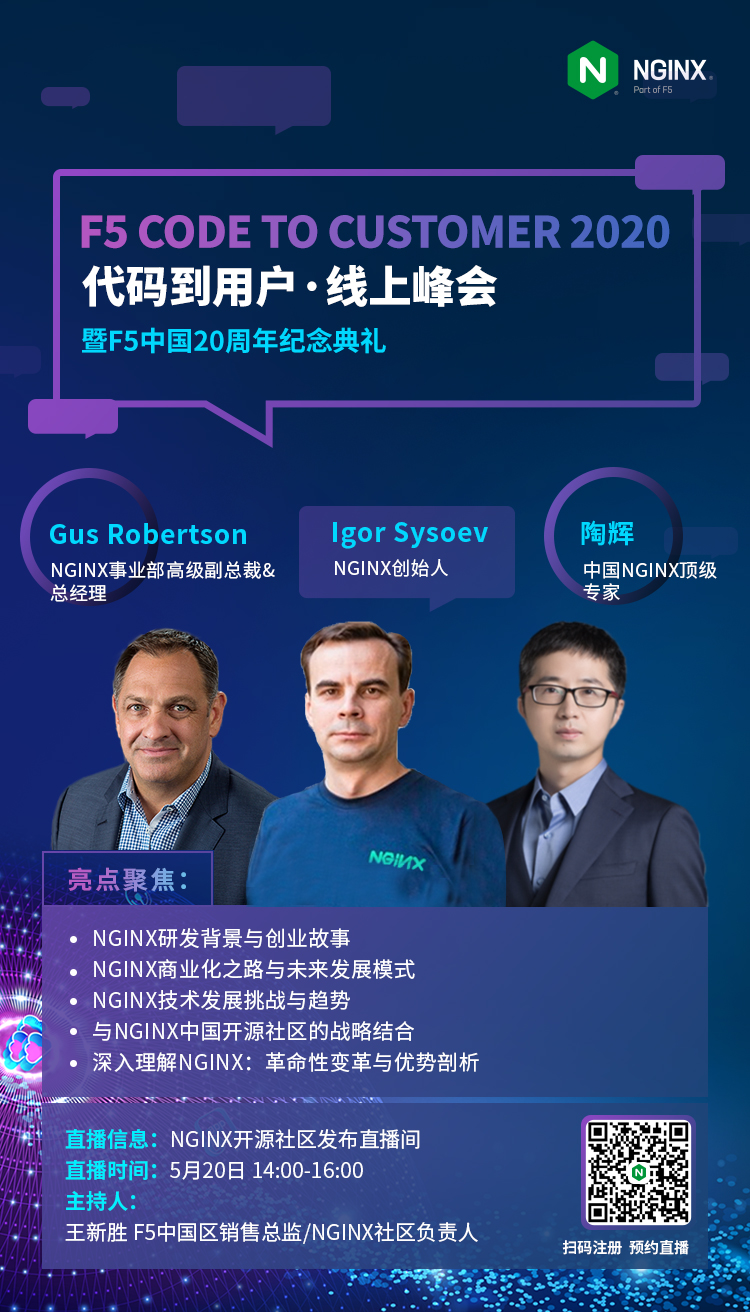 NGINX
Part of F5
F5 CODE TO CUSTOMER 2020
代码到用户·线上峰会
暨F5中国20周年纪念典礼
Gus Robertson
NGINX事业部高级副总裁&
总经理
Igor Sysoev
NGINX创始人
陶辉
中国NGINX顶级
专家
NGINX
亮点聚焦：
• NGINX研发背景与创业故事
• NGINX商业化之路与未来发展模式
• NGINX技术发展挑战与趋势
• 与NGINX中国开源社区的战略结合
• 深入理解NGINX：革命性变革与优势剖析
直播信息：NGINX开源社区发布直播间
直播时间：5月20日 14:00-16:00
主持人：
王新胜 F5中国区销售总监/NGINX社区负责人
扫码注册 预约直播